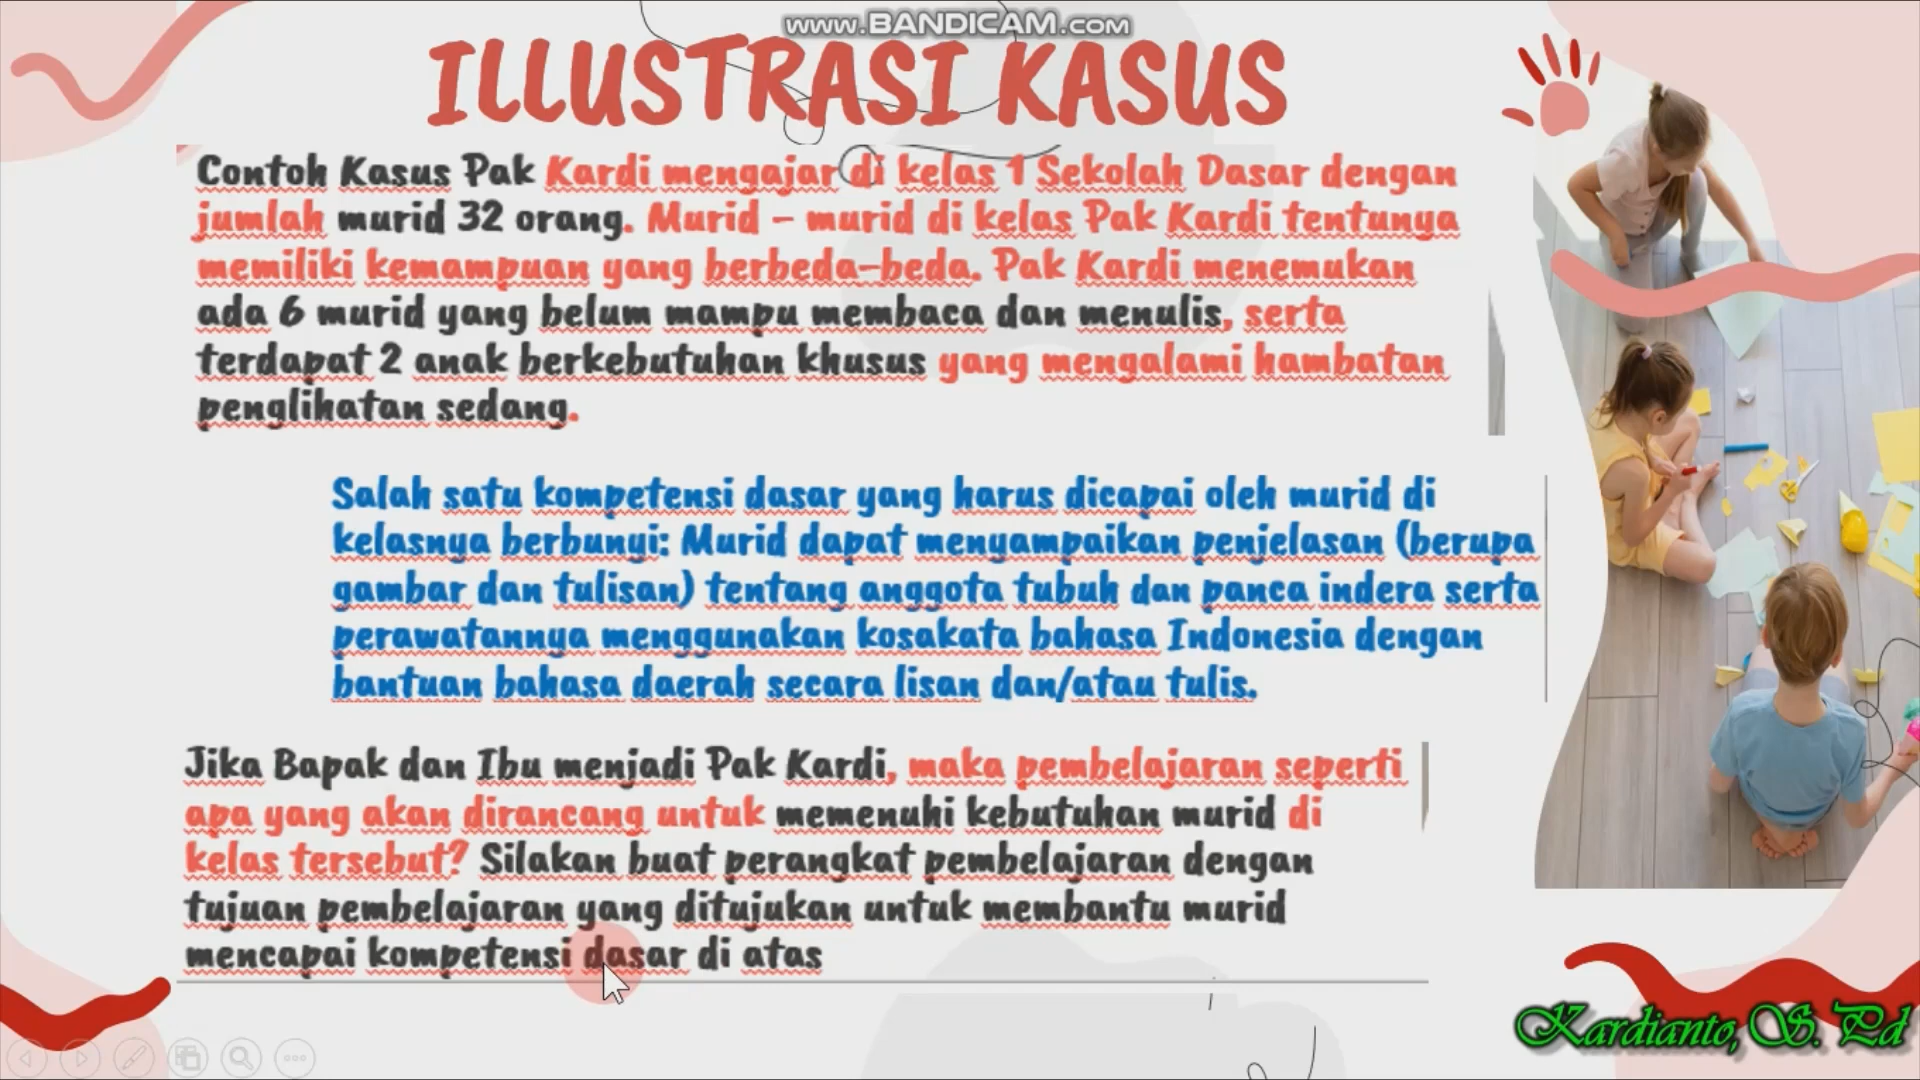 www.BANDICAM.com
ILLUSTRASI KASUS
Contoh Kasus Pak Kardi mengajar di kelas 1 Sekolah Dasar dengan
jumlah murid 32 orang. Murid - murid di kelas Pak Kardi tentunya
memiliki kemampuan yang berbeda-beda. Pak Kardi menemukan
ada 6 murid yang belum mampu membaca dan menulis, serta
terdapat 2 anak berkebutuhan khusus yang mengalami hambatan
penglihatan sedang.
Salah satu kompetensi dasar yang harus dicapai oleh murid di
kelasnya berbunyi: Murid dapat menyampaikan penjelasan (berupa
gambar dan tulisan) tentang anggota tubuh dan panca indera serta
perawatannya menggunakan kosakata bahasa Indonesia dengan
bantuan bahasa daerah secara lisan dan/atau tulis.
Jika Bapak dan Ibu menjadi Pak Kardi, maka pembelajaran seperti
apa yang akan dirancang untuk memenuhi kebutuhan murid di
kelas tersebut? Silakan buat perangkat pembelajaran dengan
tujuan pembelajaran yang ditujukan untuk membantu murid
mencapai kompetensi dasar di atas
Kardianto, S. Pd